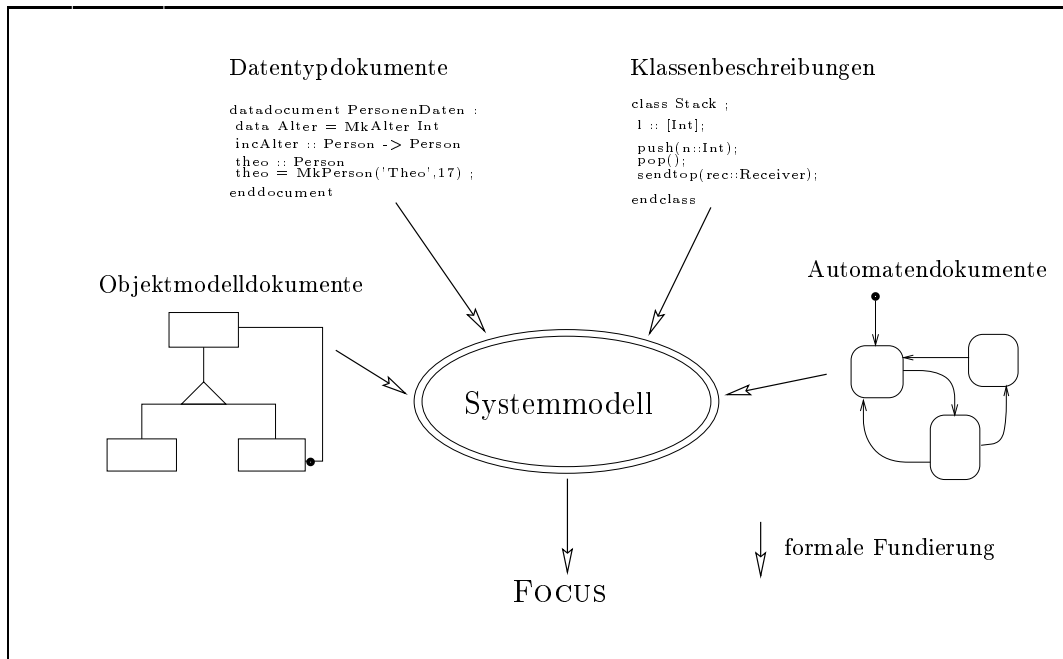 Datentypdokumente
datadocument PersonenDaten :
data Alter = MkAlter Int
incAlter :: Person -> Person
theo :: Person
theo = MkPerson('Theo',17) ;
enddocument
Klassenbeschreibungen
class Stack ;
l :: [Int];
push(n::Int);
pop();
sendtop(rec::Receiver);
endclass
Objektmodelldokumente
Automatendokumente
Systemmodell
formale Fundierung
FOCUS